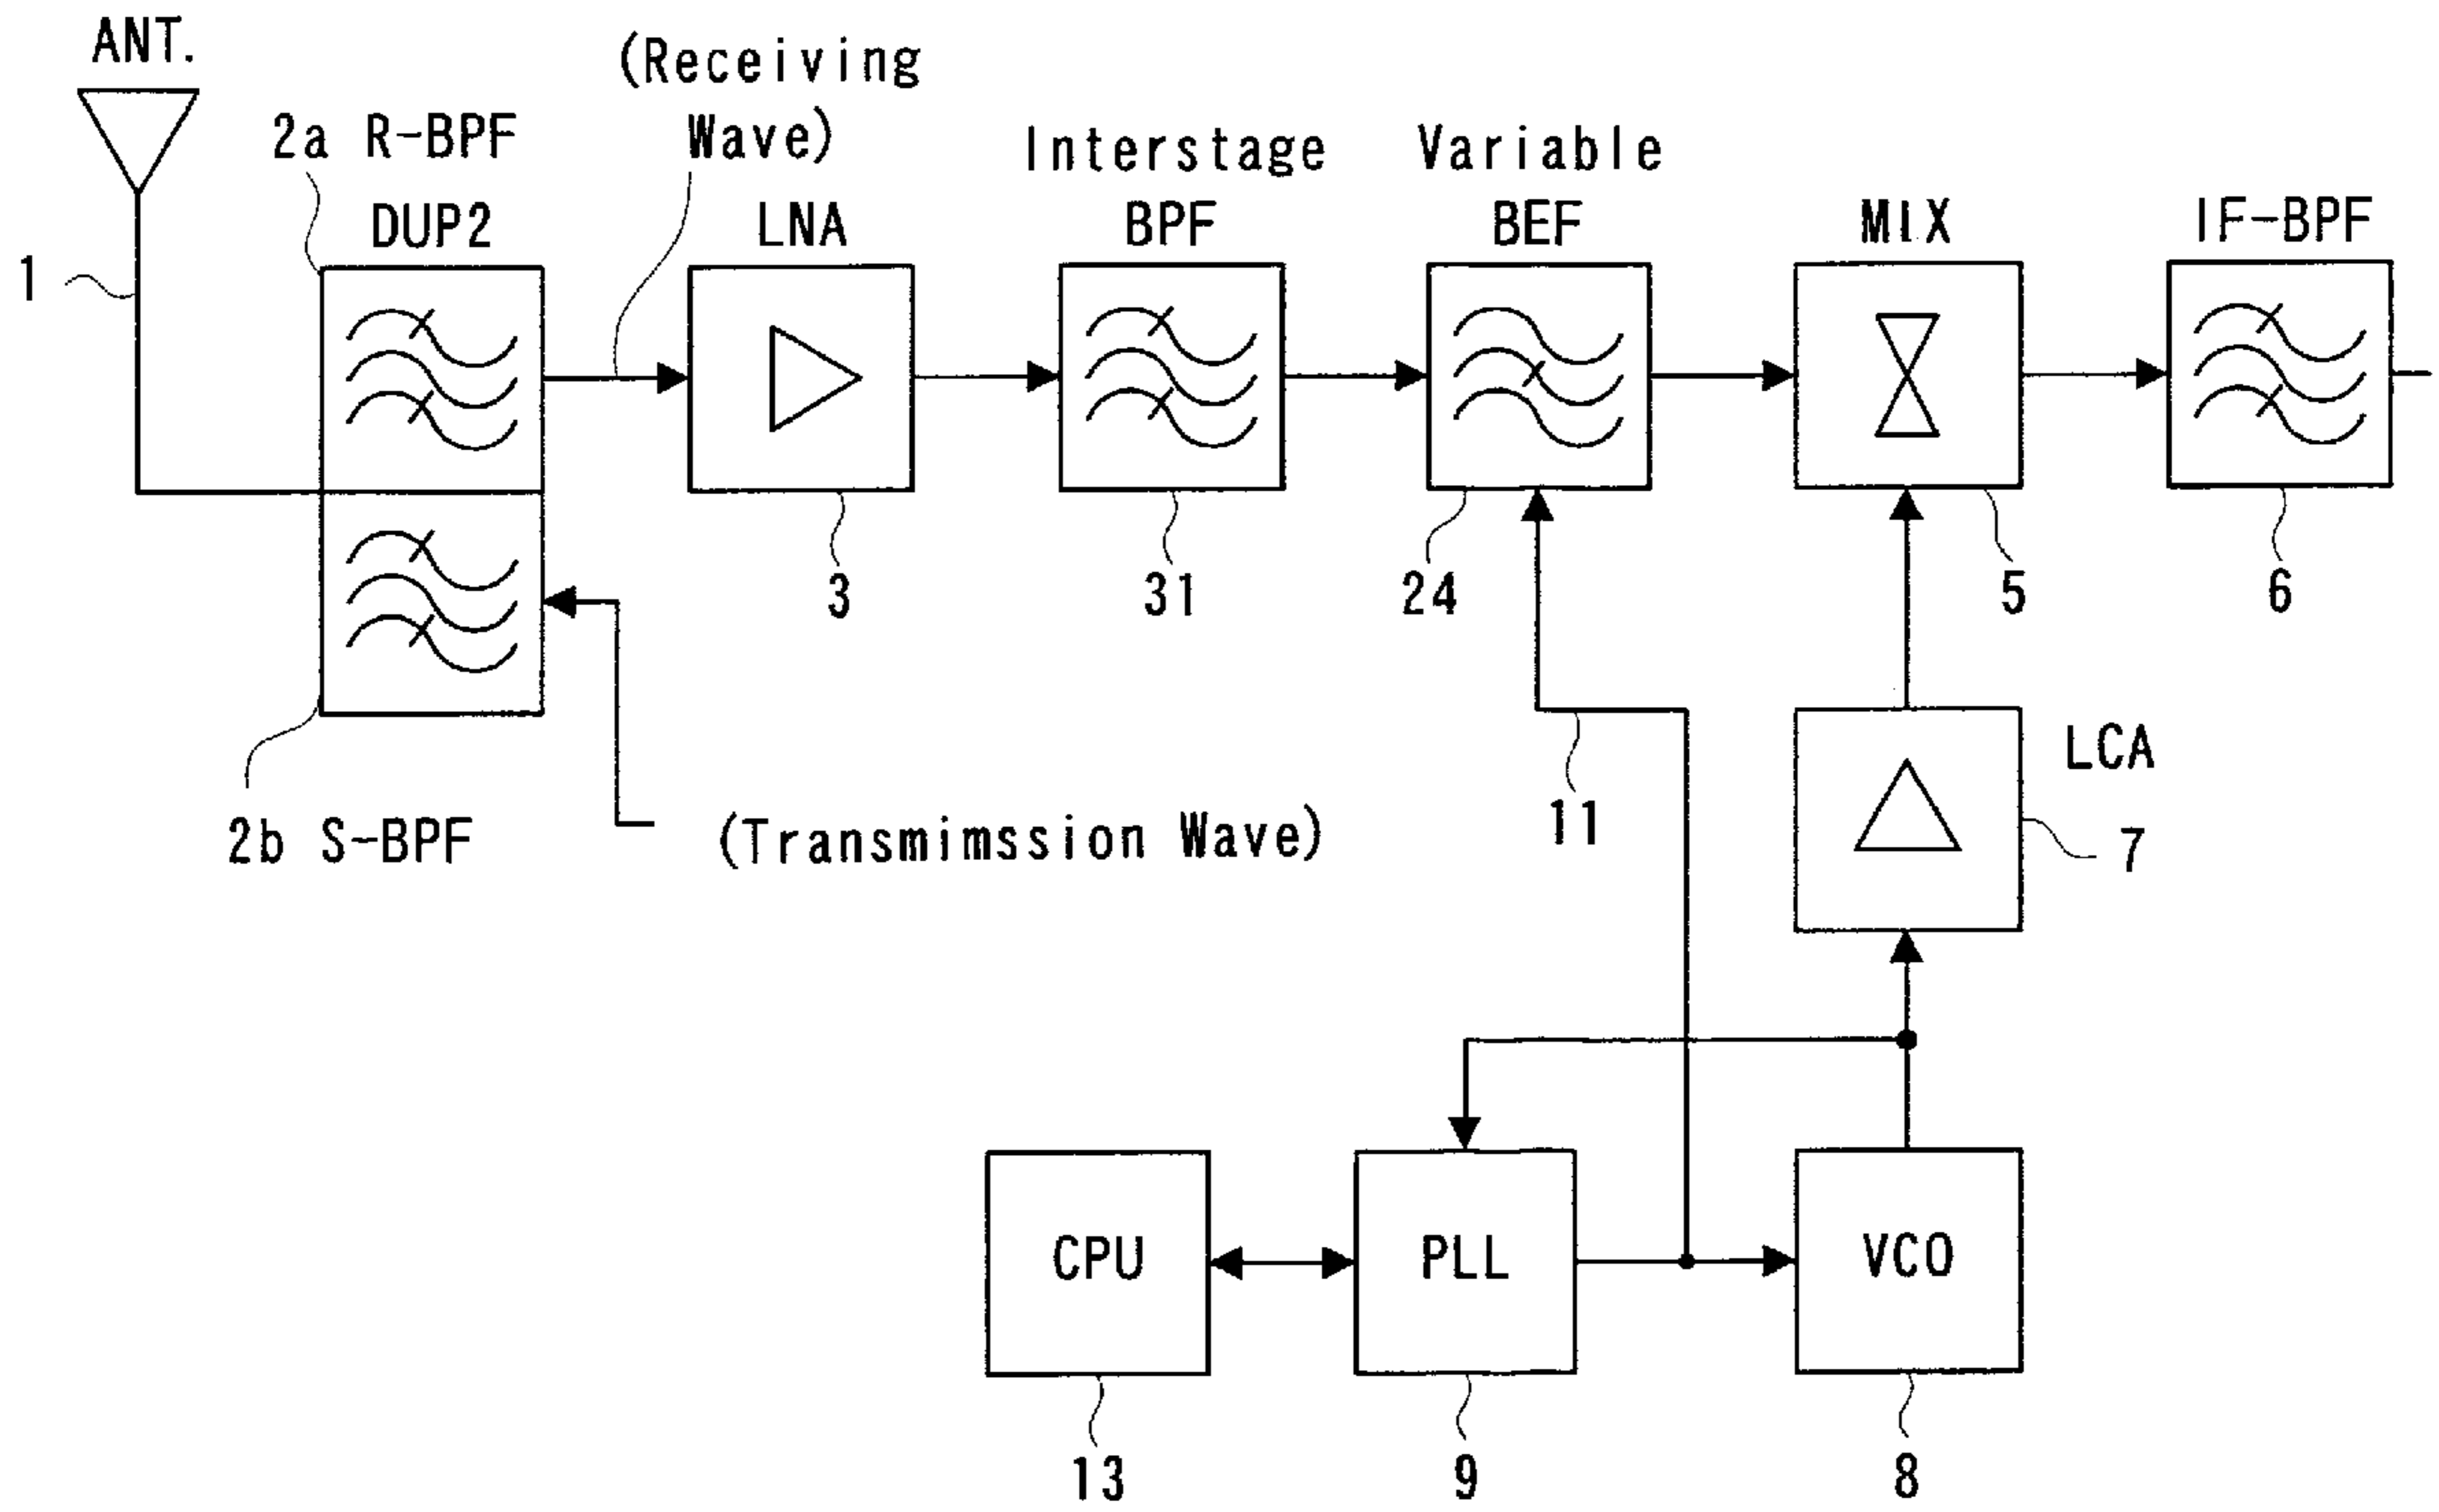 ANT.
(Receiving
Wave)
2a R-BPF
DUP2
LNA
Interstage
BPF
Variable
BEF
MIX
IF-BPF
1
3
31
24
5
6
2b S-BPF
(Transmimssion Wave)
11
LCA
7
CPU
PLL
VCO
13
9
8